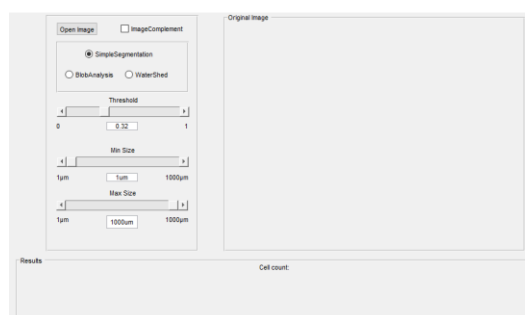 Original Image
Open Image ImageComplement
SimpleSegmentation
BlobAnalysis WaterShed
Threshold
0 0.32 1
Min Size
1μm 1um 1000μm
Max Size
1μm 1000um 1000μm
Results
Cell count: